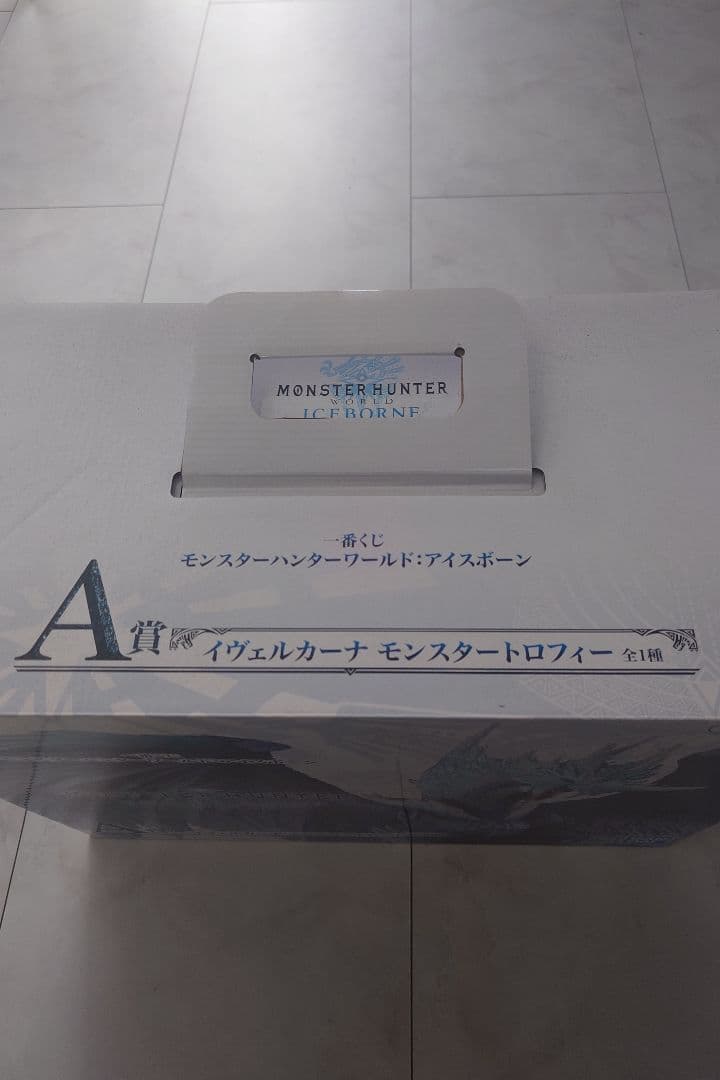 MONSTER HUNTER
WORLD
ICEBORNE
一番くじ
モンスターハンターワールド:アイスボーン
A賞 イヴェルカーナ モンスタートロフィー 全1種